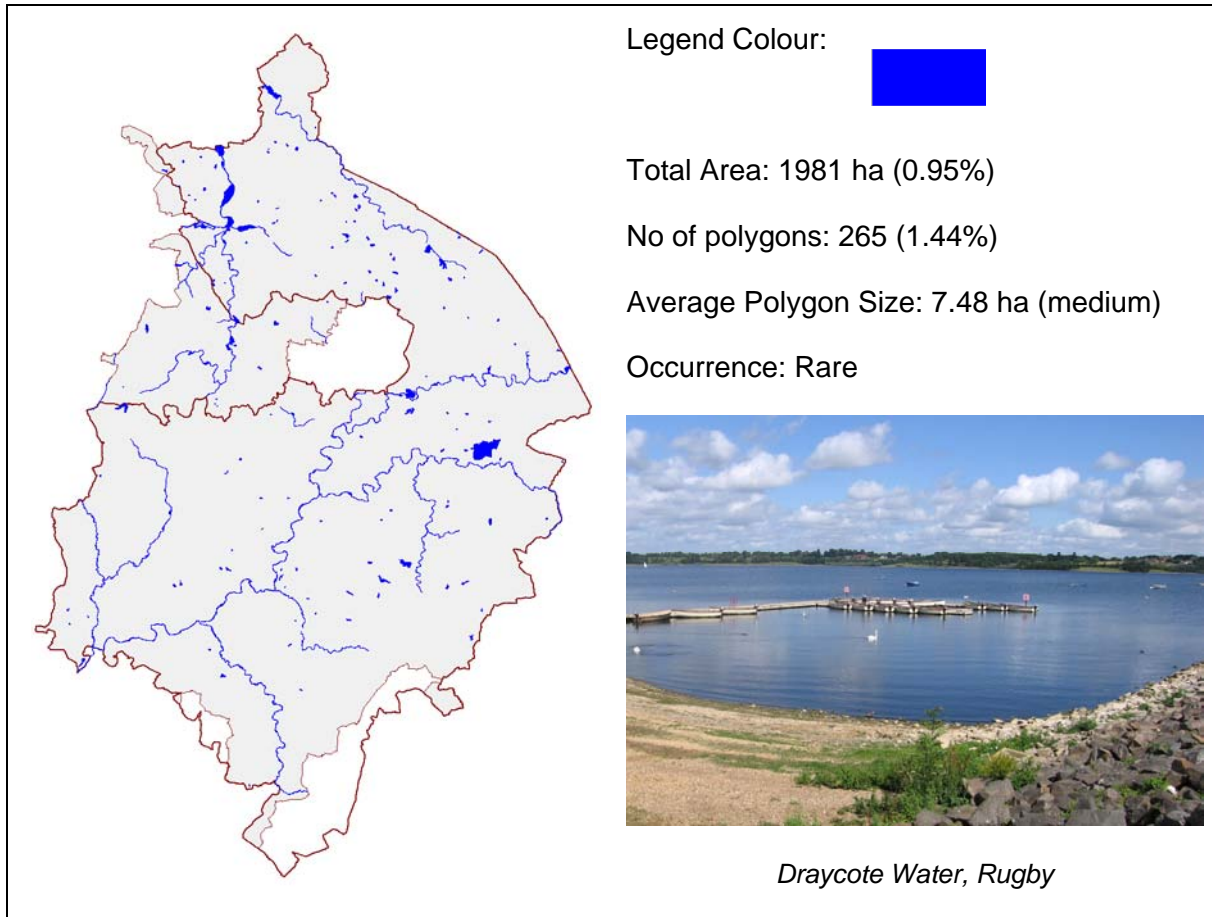 Legend Colour:
Total Area: 1981 ha (0.95%)
No of polygons: 265 (1.44%)
Average Polygon Size: 7.48 ha (medium)
Occurrence: Rare
Draycote Water, Rugby